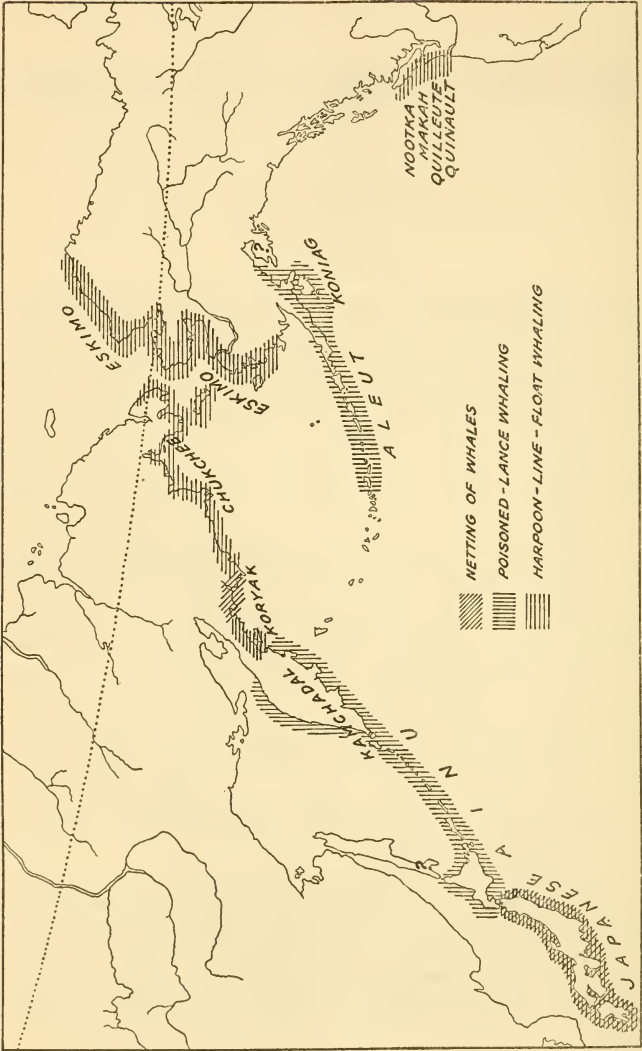 ESKIMO
ESKIMO
CHUKCHEE
KORYAK
KAMCHADAL
AINU
JAPANESE
?
?
KONIAG
ALEUT
NOOTKA
MAKAH
QUILLEUTE
QUINAULT
NETTING OF WHALES
POISONED-LANCE WHALING
HARPOON-LINE-FLOAT WHALING